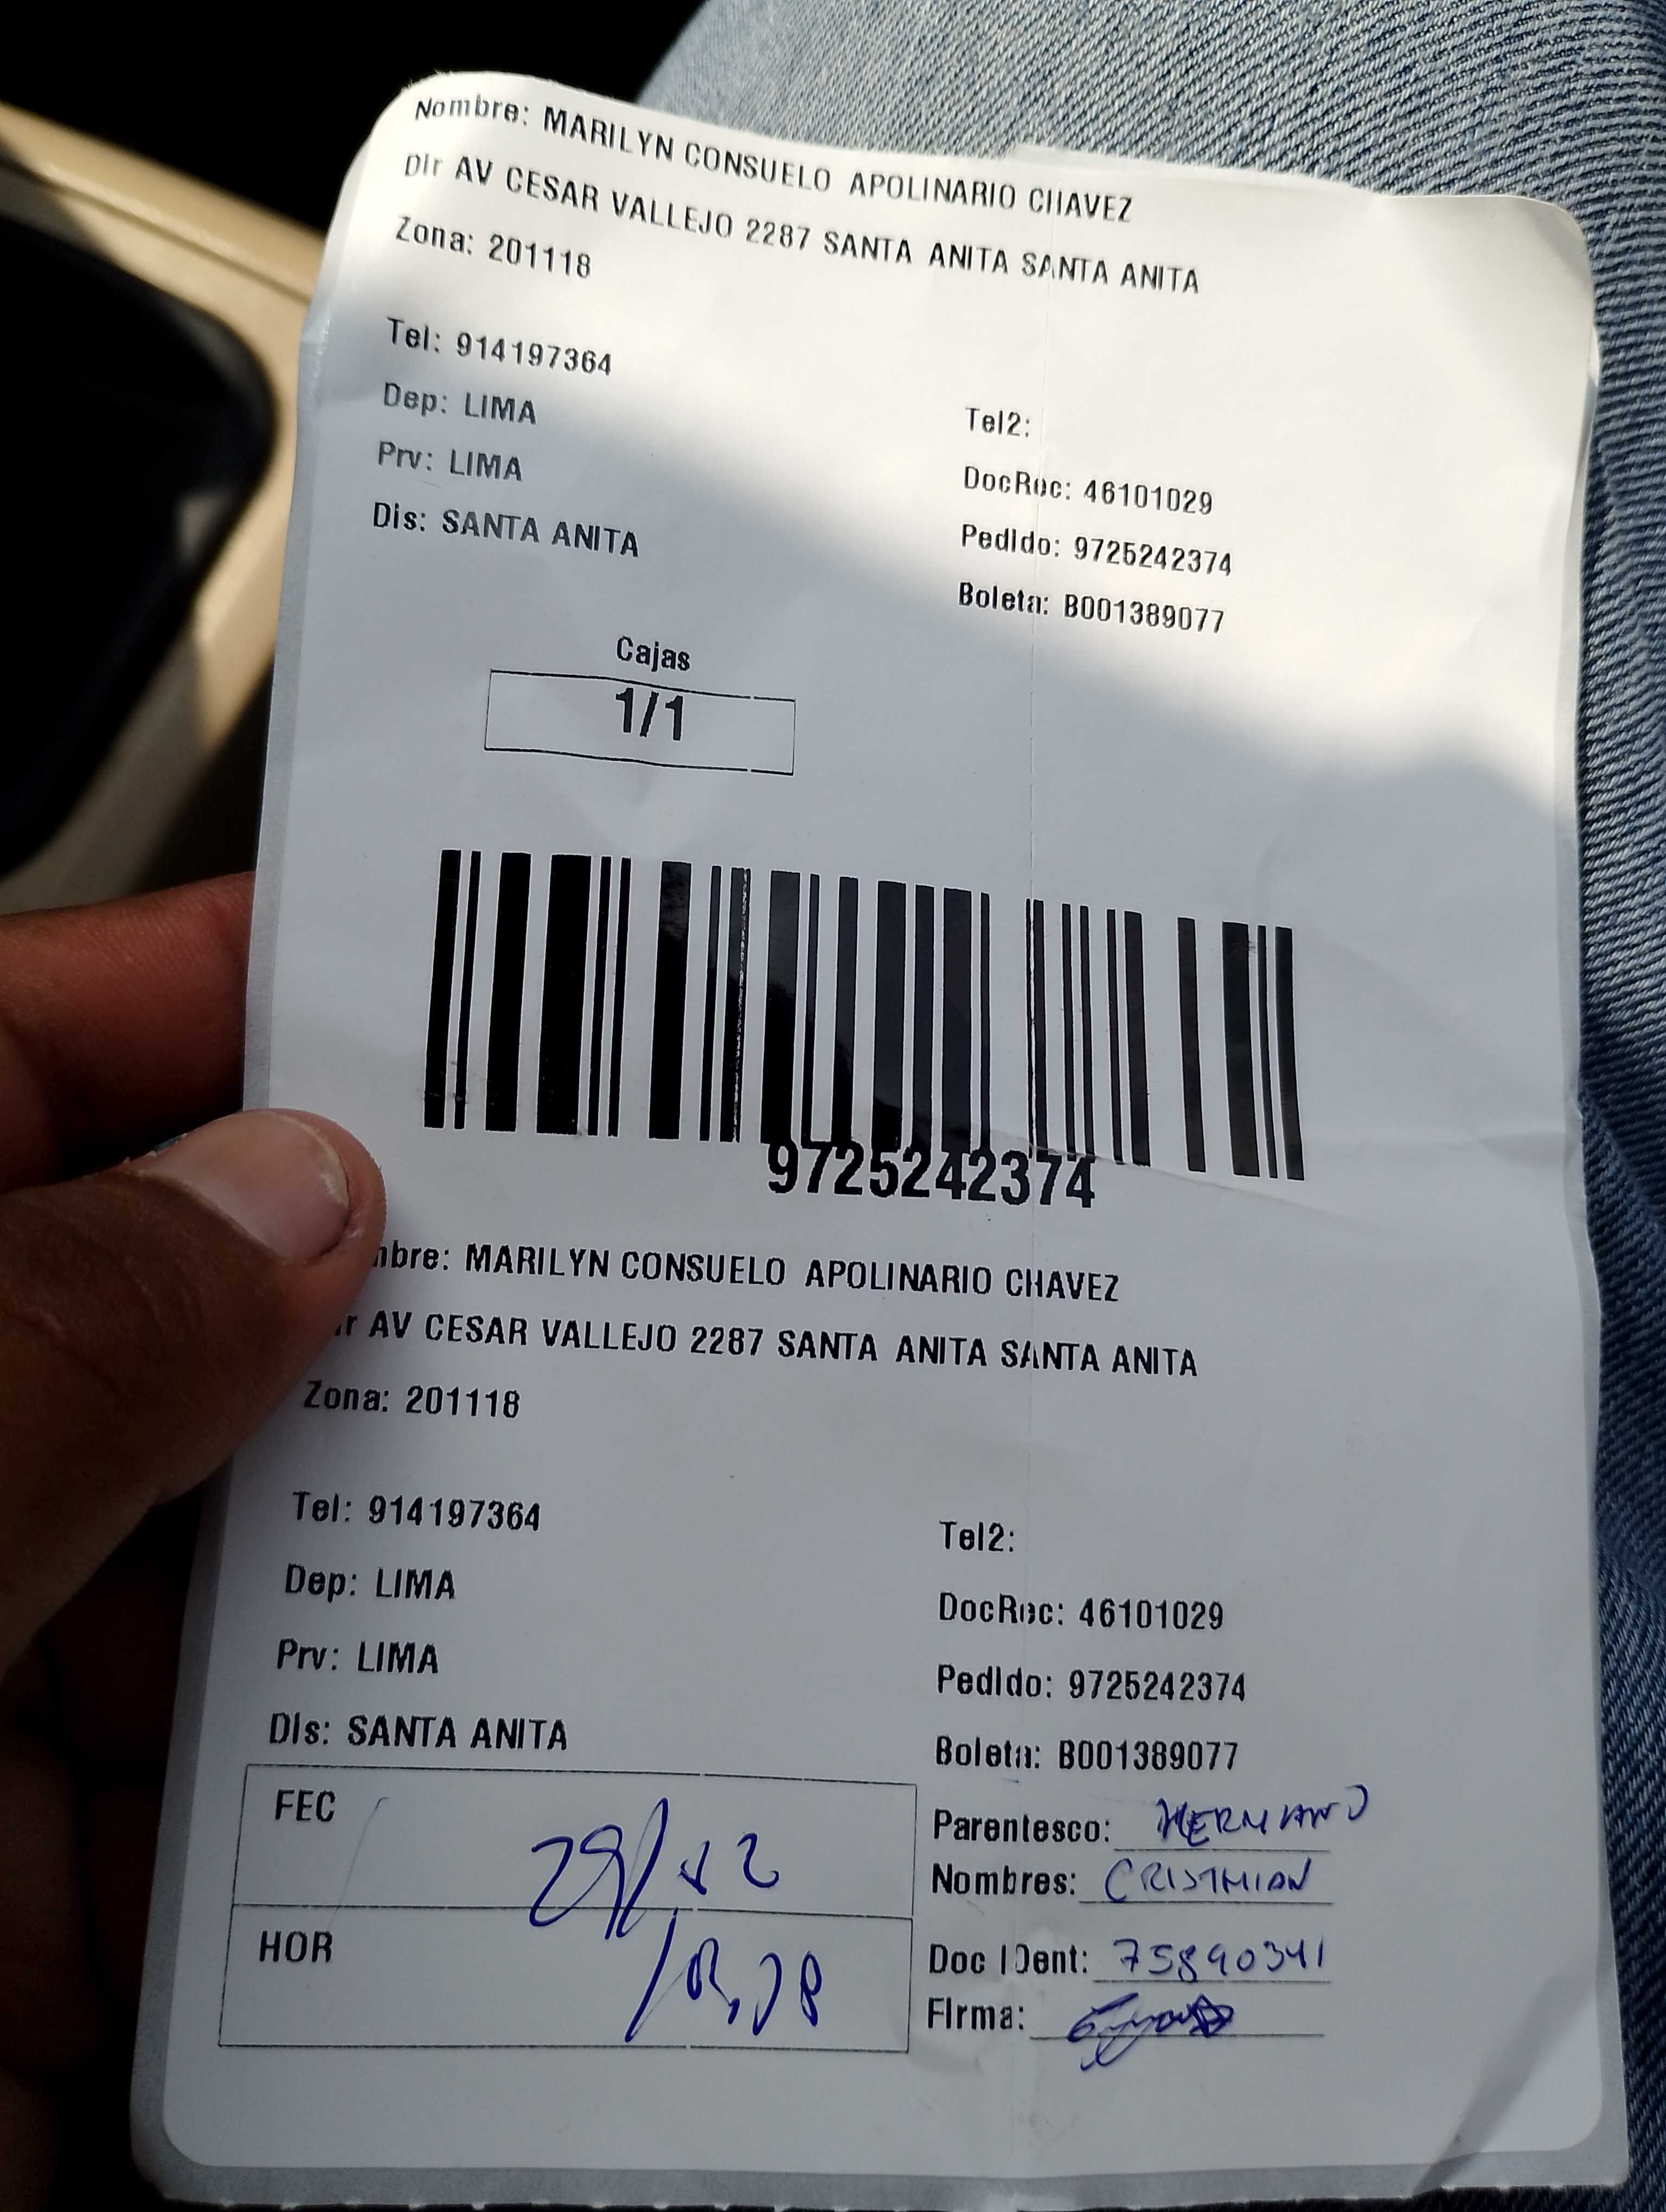 Nombre: MARILYN CONSUELO APOLINARIO CHAVEZ
Dir AV CESAR VALLEJO 2287 SANTA ANITA SANTA ANITA
Zona: 201118
Tel: 914197364
Tel2:
Dep: LIMA
DocRec: 46101029
Prv: LIMA
Pedido: 9725242374
Dis: SANTA ANITA
Boleta: B001389077
Cajas
1/1
9725242374
mbre: MARILYN CONSUELO APOLINARIO CHAVEZ
ir AV CESAR VALLEJO 2287 SANTA ANITA SANTA ANITA
Zona: 201118
Tel: 914197364
Tel2:
Dep: LIMA
DocRec: 46101029
Prv: LIMA
Pedido: 9725242374
Dis: SANTA ANITA
Boleta: B001389077
FEC 29/12
Parentesco: HERMANO
Nombres: CRISTHIAN
HOR
Doc IDent: 75890341
Firma: